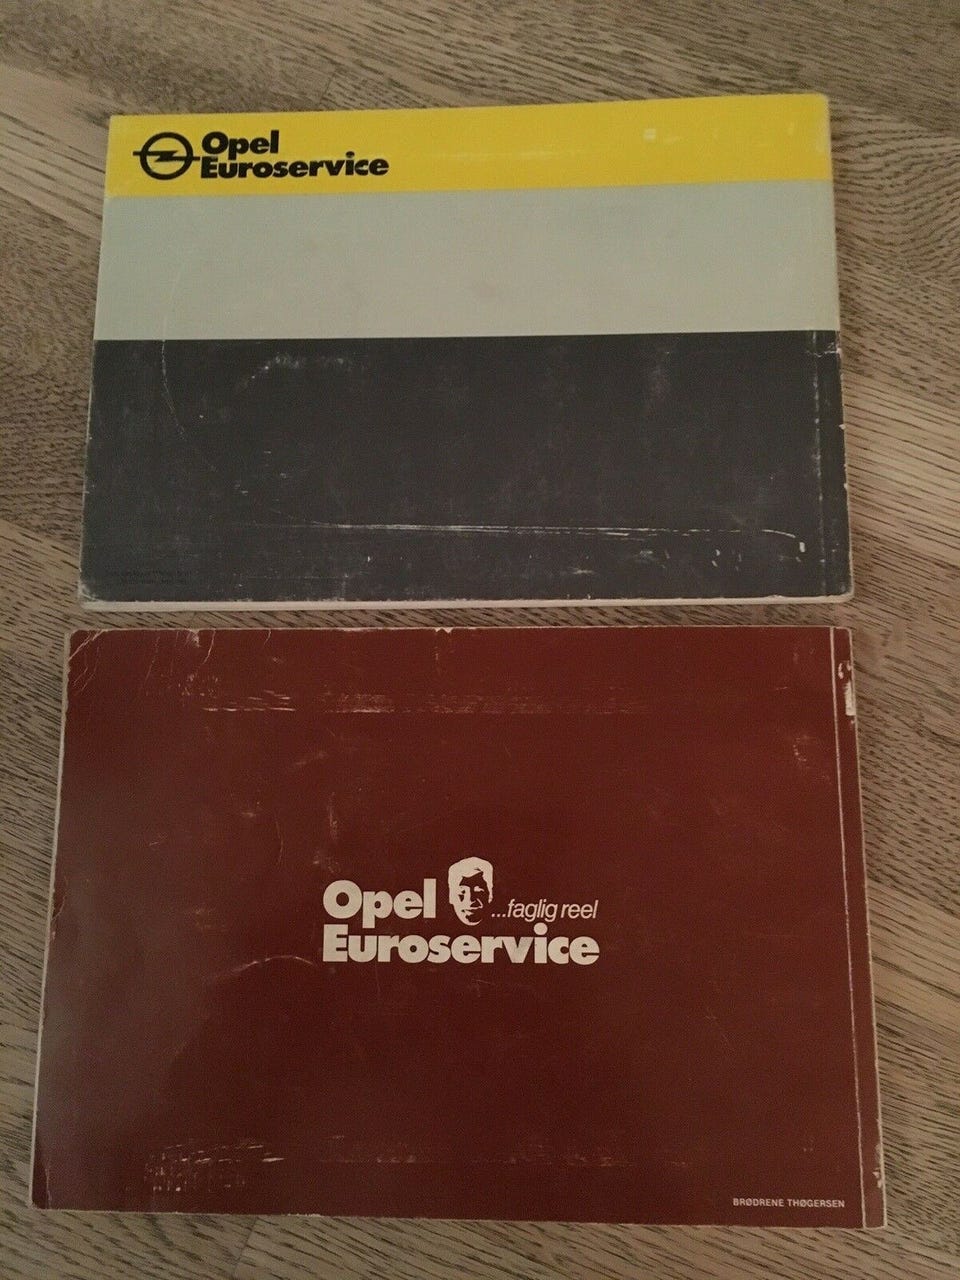 Opel
Euroservice
Opel ...faglig reel
Euroservice
BRØDRENE THØGERSEN